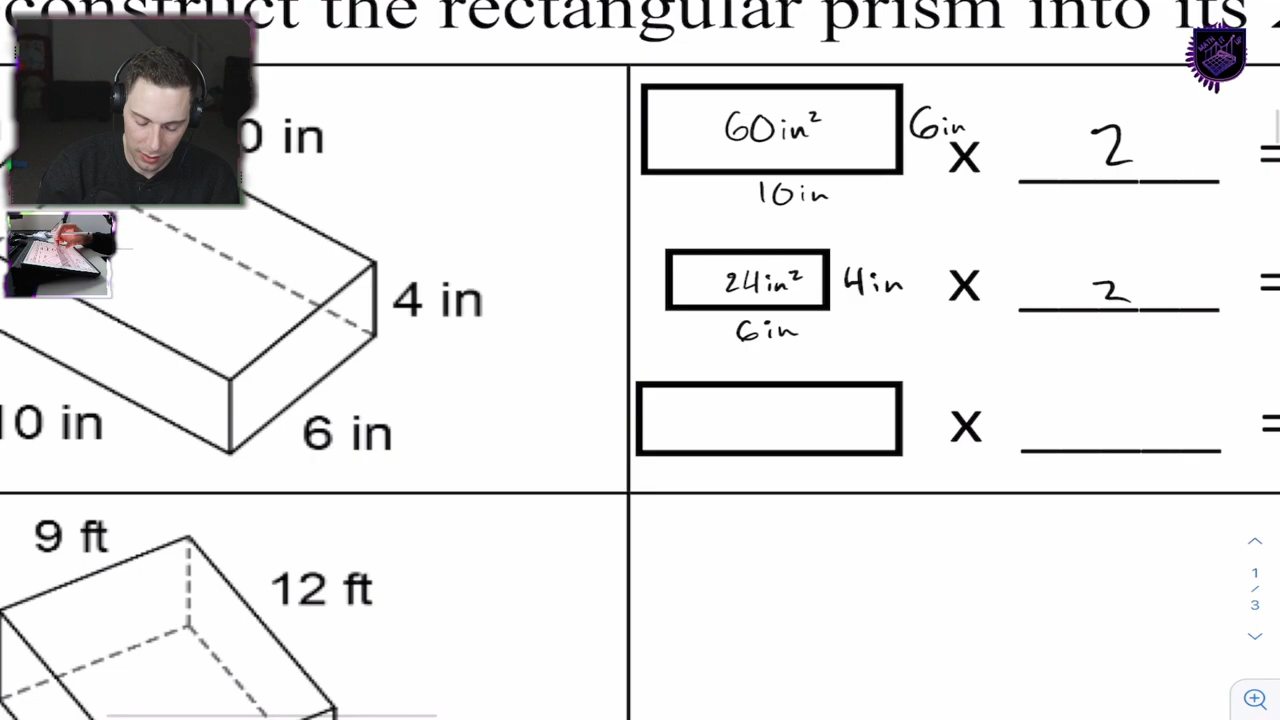 construct the rectangular prism into its 2
0 in
4 in
10 in
6 in
60in² 6in x 2 =
10in
24in² 4in x 2 =
6in
x =
9 ft
12 ft
1
/
3